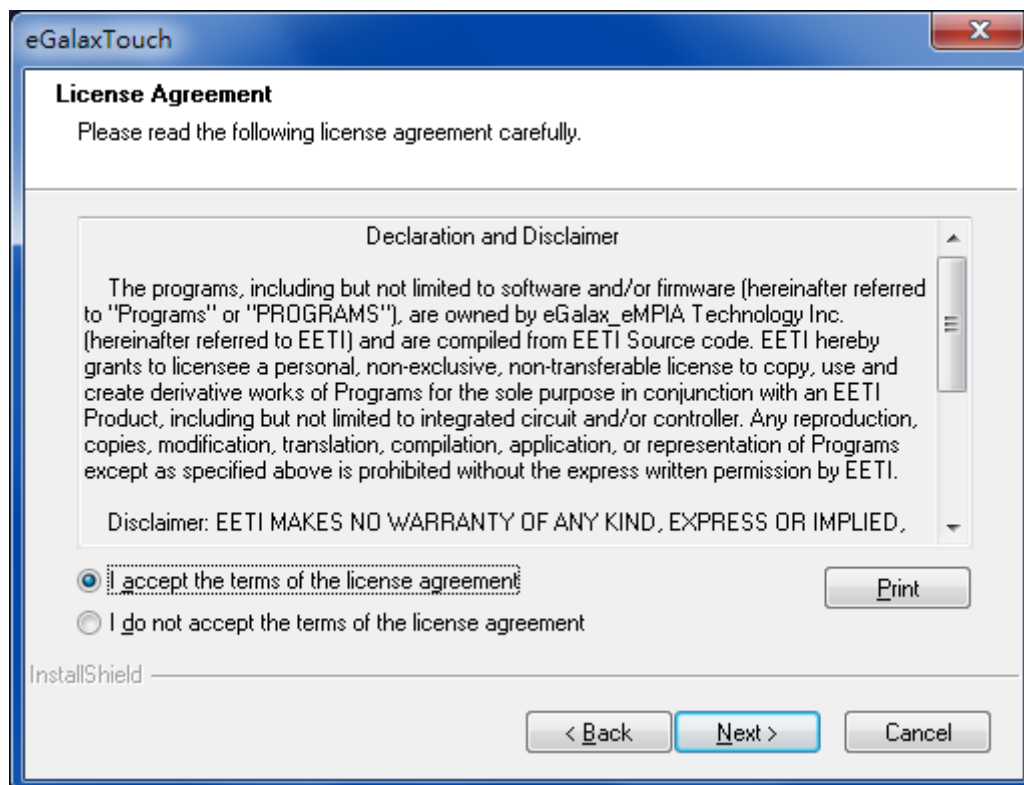 eGalaxTouch
License Agreement
Please read the following license agreement carefully.
Declaration and Disclaimer
The programs, including but not limited to software and/or firmware (hereinafter referred
to "Programs" or "PROGRAMS"), are owned by eGalax_eMPIA Technology Inc.
(hereinafter referred to EETI) and are compiled from EETI Source code. EETI hereby
grants to licensee a personal, non-exclusive, non-transferable license to copy, use and
create derivative works of Programs for the sole purpose in conjunction with an EETI
Product, including but not limited to integrated circuit and/or controller. Any reproduction,
copies, modification, translation, compilation, application, or representation of Programs
except as specified above is prohibited without the express written permission by EETI.
Disclaimer: EETI MAKES NO WARRANTY OF ANY KIND, EXPRESS OR IMPLIED,
I accept the terms of the license agreement
Print
I do not accept the terms of the license agreement
InstallShield
< Back
Next >
Cancel